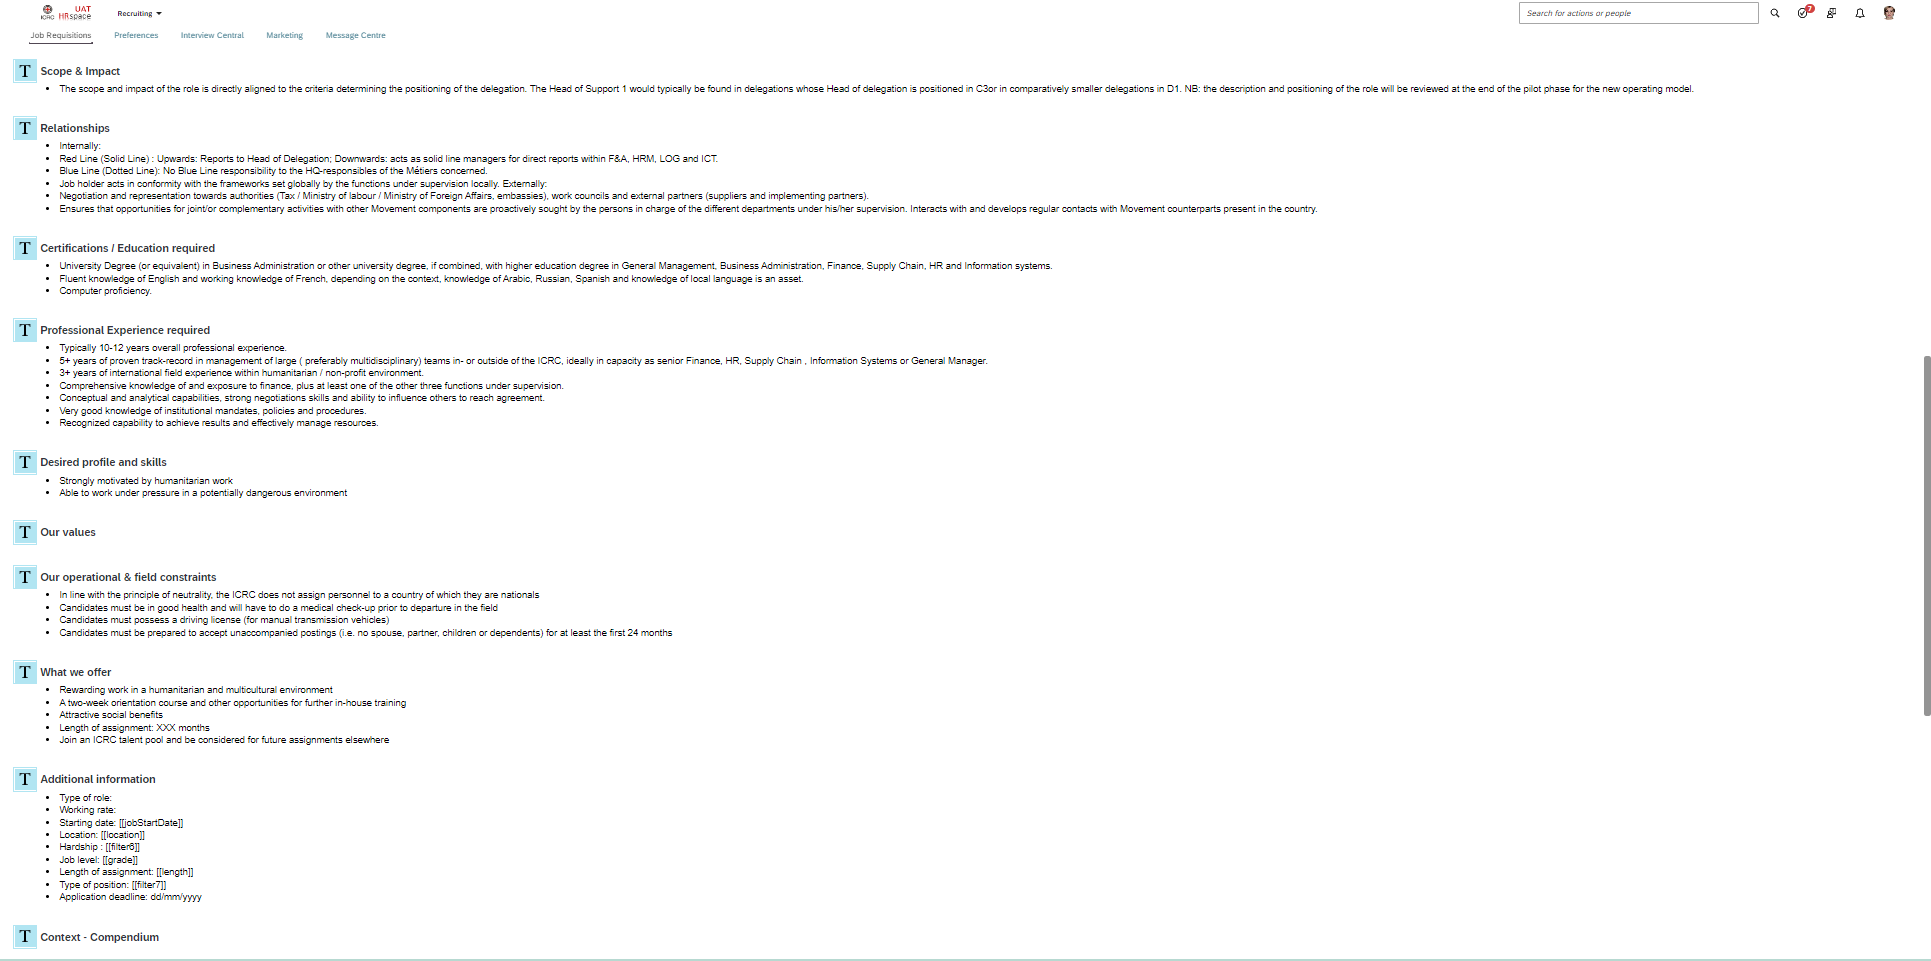 UAT
ICRC HRspace
Recruiting
Search for actions or people
7
Job Requisitions
Preferences
Interview Central
Marketing
Message Centre
T Scope & Impact
• The scope and impact of the role is directly aligned to the criteria determining the positioning of the delegation. The Head of Support 1 would typically be found in delegations whose Head of delegation is positioned in C3or in comparatively smaller delegations in D1. NB: the description and positioning of the role will be reviewed at the end of the pilot phase for the new operating model.
T Relationships
• Internally:
• Red Line (Solid Line) : Upwards: Reports to Head of Delegation; Downwards: acts as solid line managers for direct reports within F&A, HRM, LOG and ICT.
• Blue Line (Dotted Line): No Blue Line responsibility to the HQ-responsibles of the Métiers concerned.
• Job holder acts in conformity with the frameworks set globally by the functions under supervision locally. Externally:
• Negotiation and representation towards authorities (Tax / Ministry of labour / Ministry of Foreign Affairs, embassies), work councils and external partners (suppliers and implementing partners).
• Ensures that opportunities for joint/or complementary activities with other Movement components are proactively sought by the persons in charge of the different departments under his/her supervision. Interacts with and develops regular contacts with Movement counterparts present in the country.
T Certifications / Education required
• University Degree (or equivalent) in Business Administration or other university degree, if combined, with higher education degree in General Management, Business Administration, Finance, Supply Chain, HR and Information systems.
• Fluent knowledge of English and working knowledge of French, depending on the context, knowledge of Arabic, Russian, Spanish and knowledge of local language is an asset.
• Computer proficiency.
T Professional Experience required
• Typically 10-12 years overall professional experience.
• 5+ years of proven track-record in management of large ( preferably multidisciplinary) teams in- or outside of the ICRC, ideally in capacity as senior Finance, HR, Supply Chain , Information Systems or General Manager.
• 3+ years of international field experience within humanitarian / non-profit environment.
• Comprehensive knowledge of and exposure to finance, plus at least one of the other three functions under supervision.
• Conceptual and analytical capabilities, strong negotiations skills and ability to influence others to reach agreement.
• Very good knowledge of institutional mandates, policies and procedures.
• Recognized capability to achieve results and effectively manage resources.
T Desired profile and skills
• Strongly motivated by humanitarian work
• Able to work under pressure in a potentially dangerous environment
T Our values
T Our operational & field constraints
• In line with the principle of neutrality, the ICRC does not assign personnel to a country of which they are nationals
• Candidates must be in good health and will have to do a medical check-up prior to departure in the field
• Candidates must possess a driving license (for manual transmission vehicles)
• Candidates must be prepared to accept unaccompanied postings (i.e. no spouse, partner, children or dependents) for at least the first 24 months
T What we offer
• Rewarding work in a humanitarian and multicultural environment
• A two-week orientation course and other opportunities for further in-house training
• Attractive social benefits
• Length of assignment: XXX months
• Join an ICRC talent pool and be considered for future assignments elsewhere
T Additional information
• Type of role:
• Working rate:
• Starting date: [[jobStartDate]]
• Location: [[location]]
• Hardship : [[filter6]]
• Job level: [[grade]]
• Length of assignment: [[length]]
• Type of position: [[filter7]]
• Application deadline: dd/mm/yyyy
T Context - Compendium